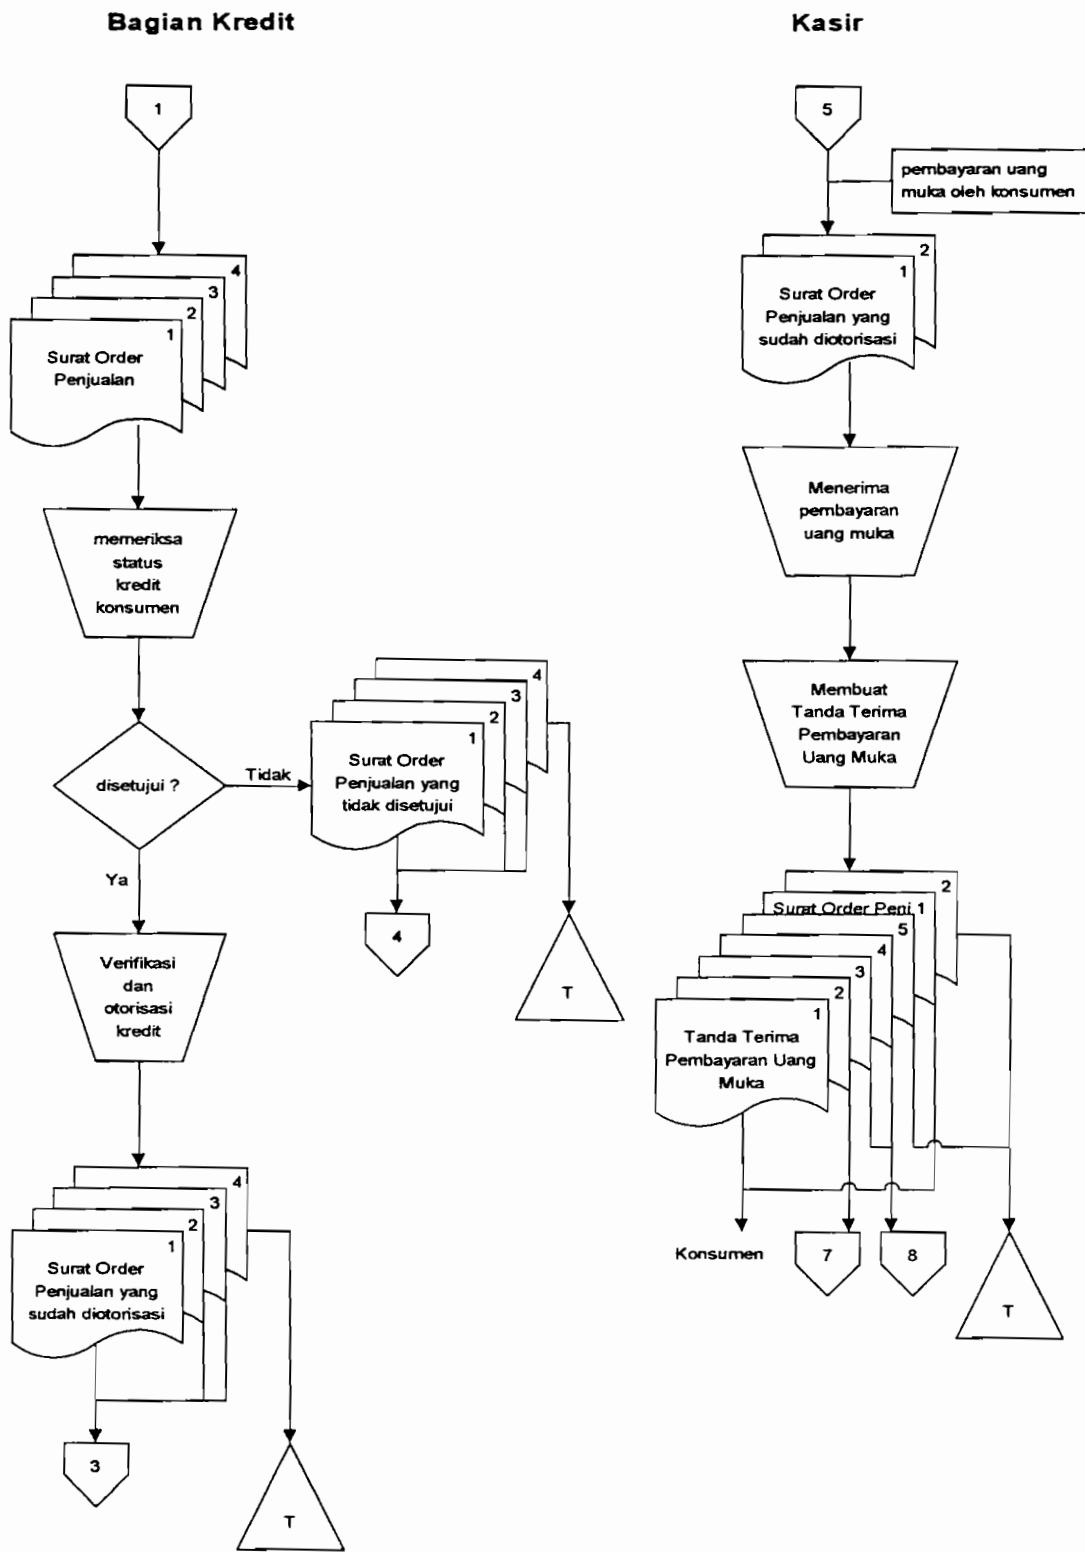 Bagian Kredit
1
4
3
2
1
Surat Order
Penjualan
memeriksa
status
kredit
konsumen
disetujui ?
Tidak
Ya
4
3
2
1
Surat Order
Penjualan yang
tidak disetujui
4
T
Verifikasi
dan
otorisasi
kredit
4
3
2
1
Surat Order
Penjualan yang
sudah diotorisasi
3
T
Kasir
5
pembayaran uang
muka oleh konsumen
2
1
Surat Order
Penjualan yang
sudah diotorisasi
Menerima
pembayaran
uang muka
Membuat
Tanda Terima
Pembayaran
Uang Muka
2
Surat Order Penj 1
5
4
3
2
1
Tanda Terima
Pembayaran Uang
Muka
Konsumen
7
8
T